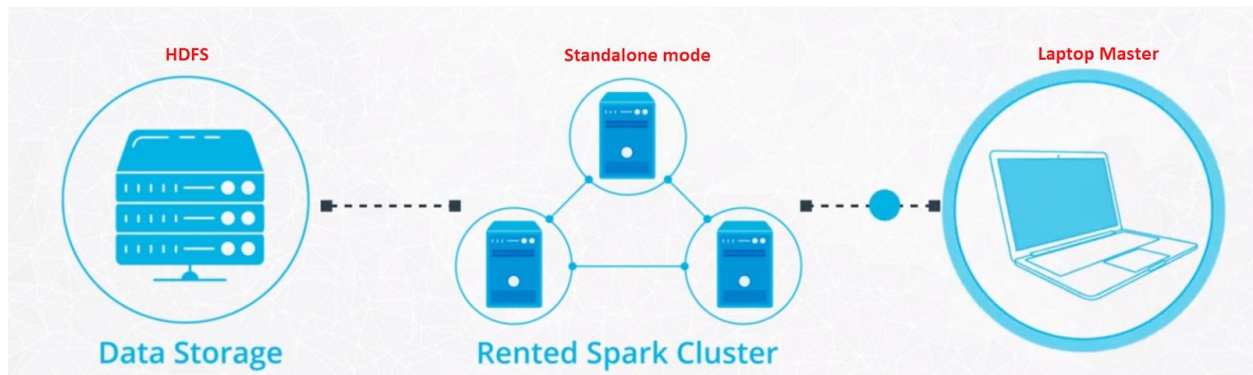 HDFS
Standalone mode
Laptop Master
Data Storage
Rented Spark Cluster